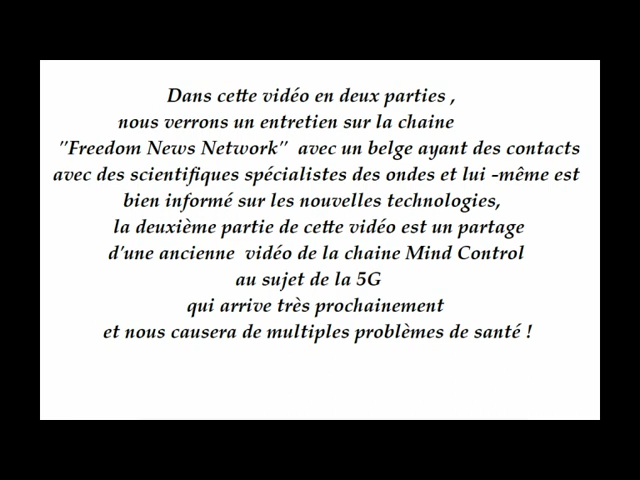 Dans cette vidéo en deux parties ,
nous verrons un entretien sur la chaine
"Freedom News Network" avec un belge ayant des contacts
avec des scientifiques spécialistes des ondes et lui -même est
bien informé sur les nouvelles technologies,
la deuxième partie de cette vidéo est un partage
d'une ancienne vidéo de la chaine Mind Control
au sujet de la 5G
qui arrive très prochainement
et nous causera de multiples problèmes de santé !